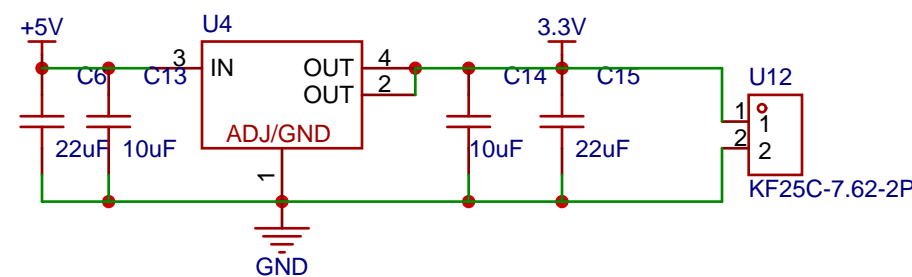 +5V U4 3.3V
3 IN OUT 4
C6 C13 C14 C15 U12
OUT 2
1 1
ADJ/GND
2 2
22uF 10uF 10uF 22uF
1
KF25C-7.62-2P
GND